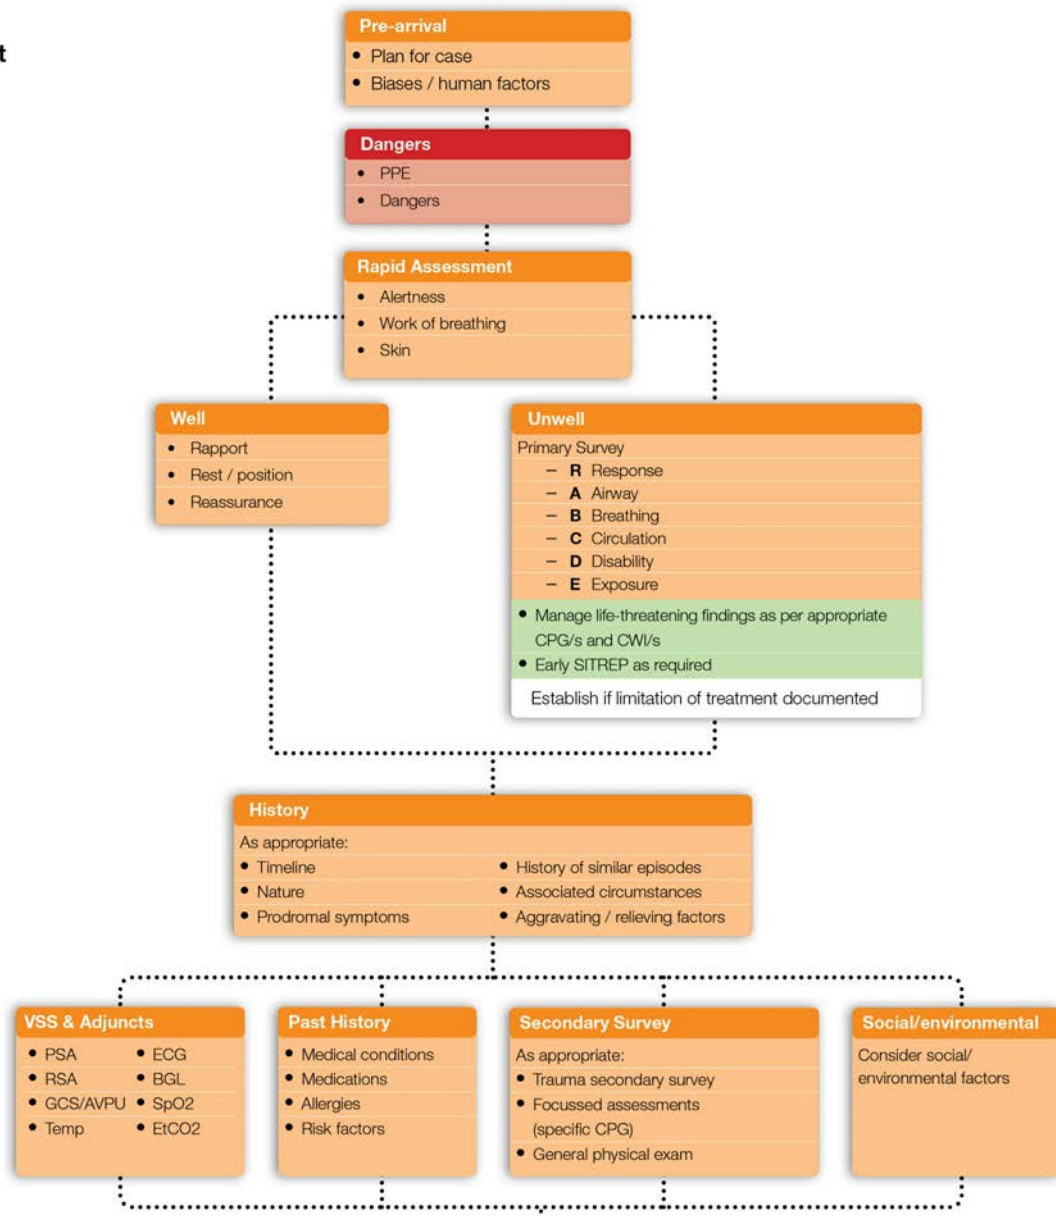 t
Pre-arrival
• Plan for case
• Biases / human factors
Dangers
• PPE
• Dangers
Rapid Assessment
• Alertness
• Work of breathing
• Skin
Well
• Rapport
• Rest / position
• Reassurance
Unwell
Primary Survey
– R Response
– A Airway
– B Breathing
– C Circulation
– D Disability
– E Exposure
• Manage life-threatening findings as per appropriate
CPG/s and CWI/s
• Early SITREP as required
Establish if limitation of treatment documented
History
As appropriate:
• Timeline
• Nature
• Prodromal symptoms
• History of similar episodes
• Associated circumstances
• Aggravating / relieving factors
VSS & Adjuncts
• PSA
• RSA
• GCS/AVPU
• Temp
• ECG
• BGL
• SpO2
• EtCO2
Past History
• Medical conditions
• Medications
• Allergies
• Risk factors
Secondary Survey
As appropriate:
• Trauma secondary survey
• Focussed assessments
(specific CPG)
• General physical exam
Social/environmental
Consider social/
environmental factors